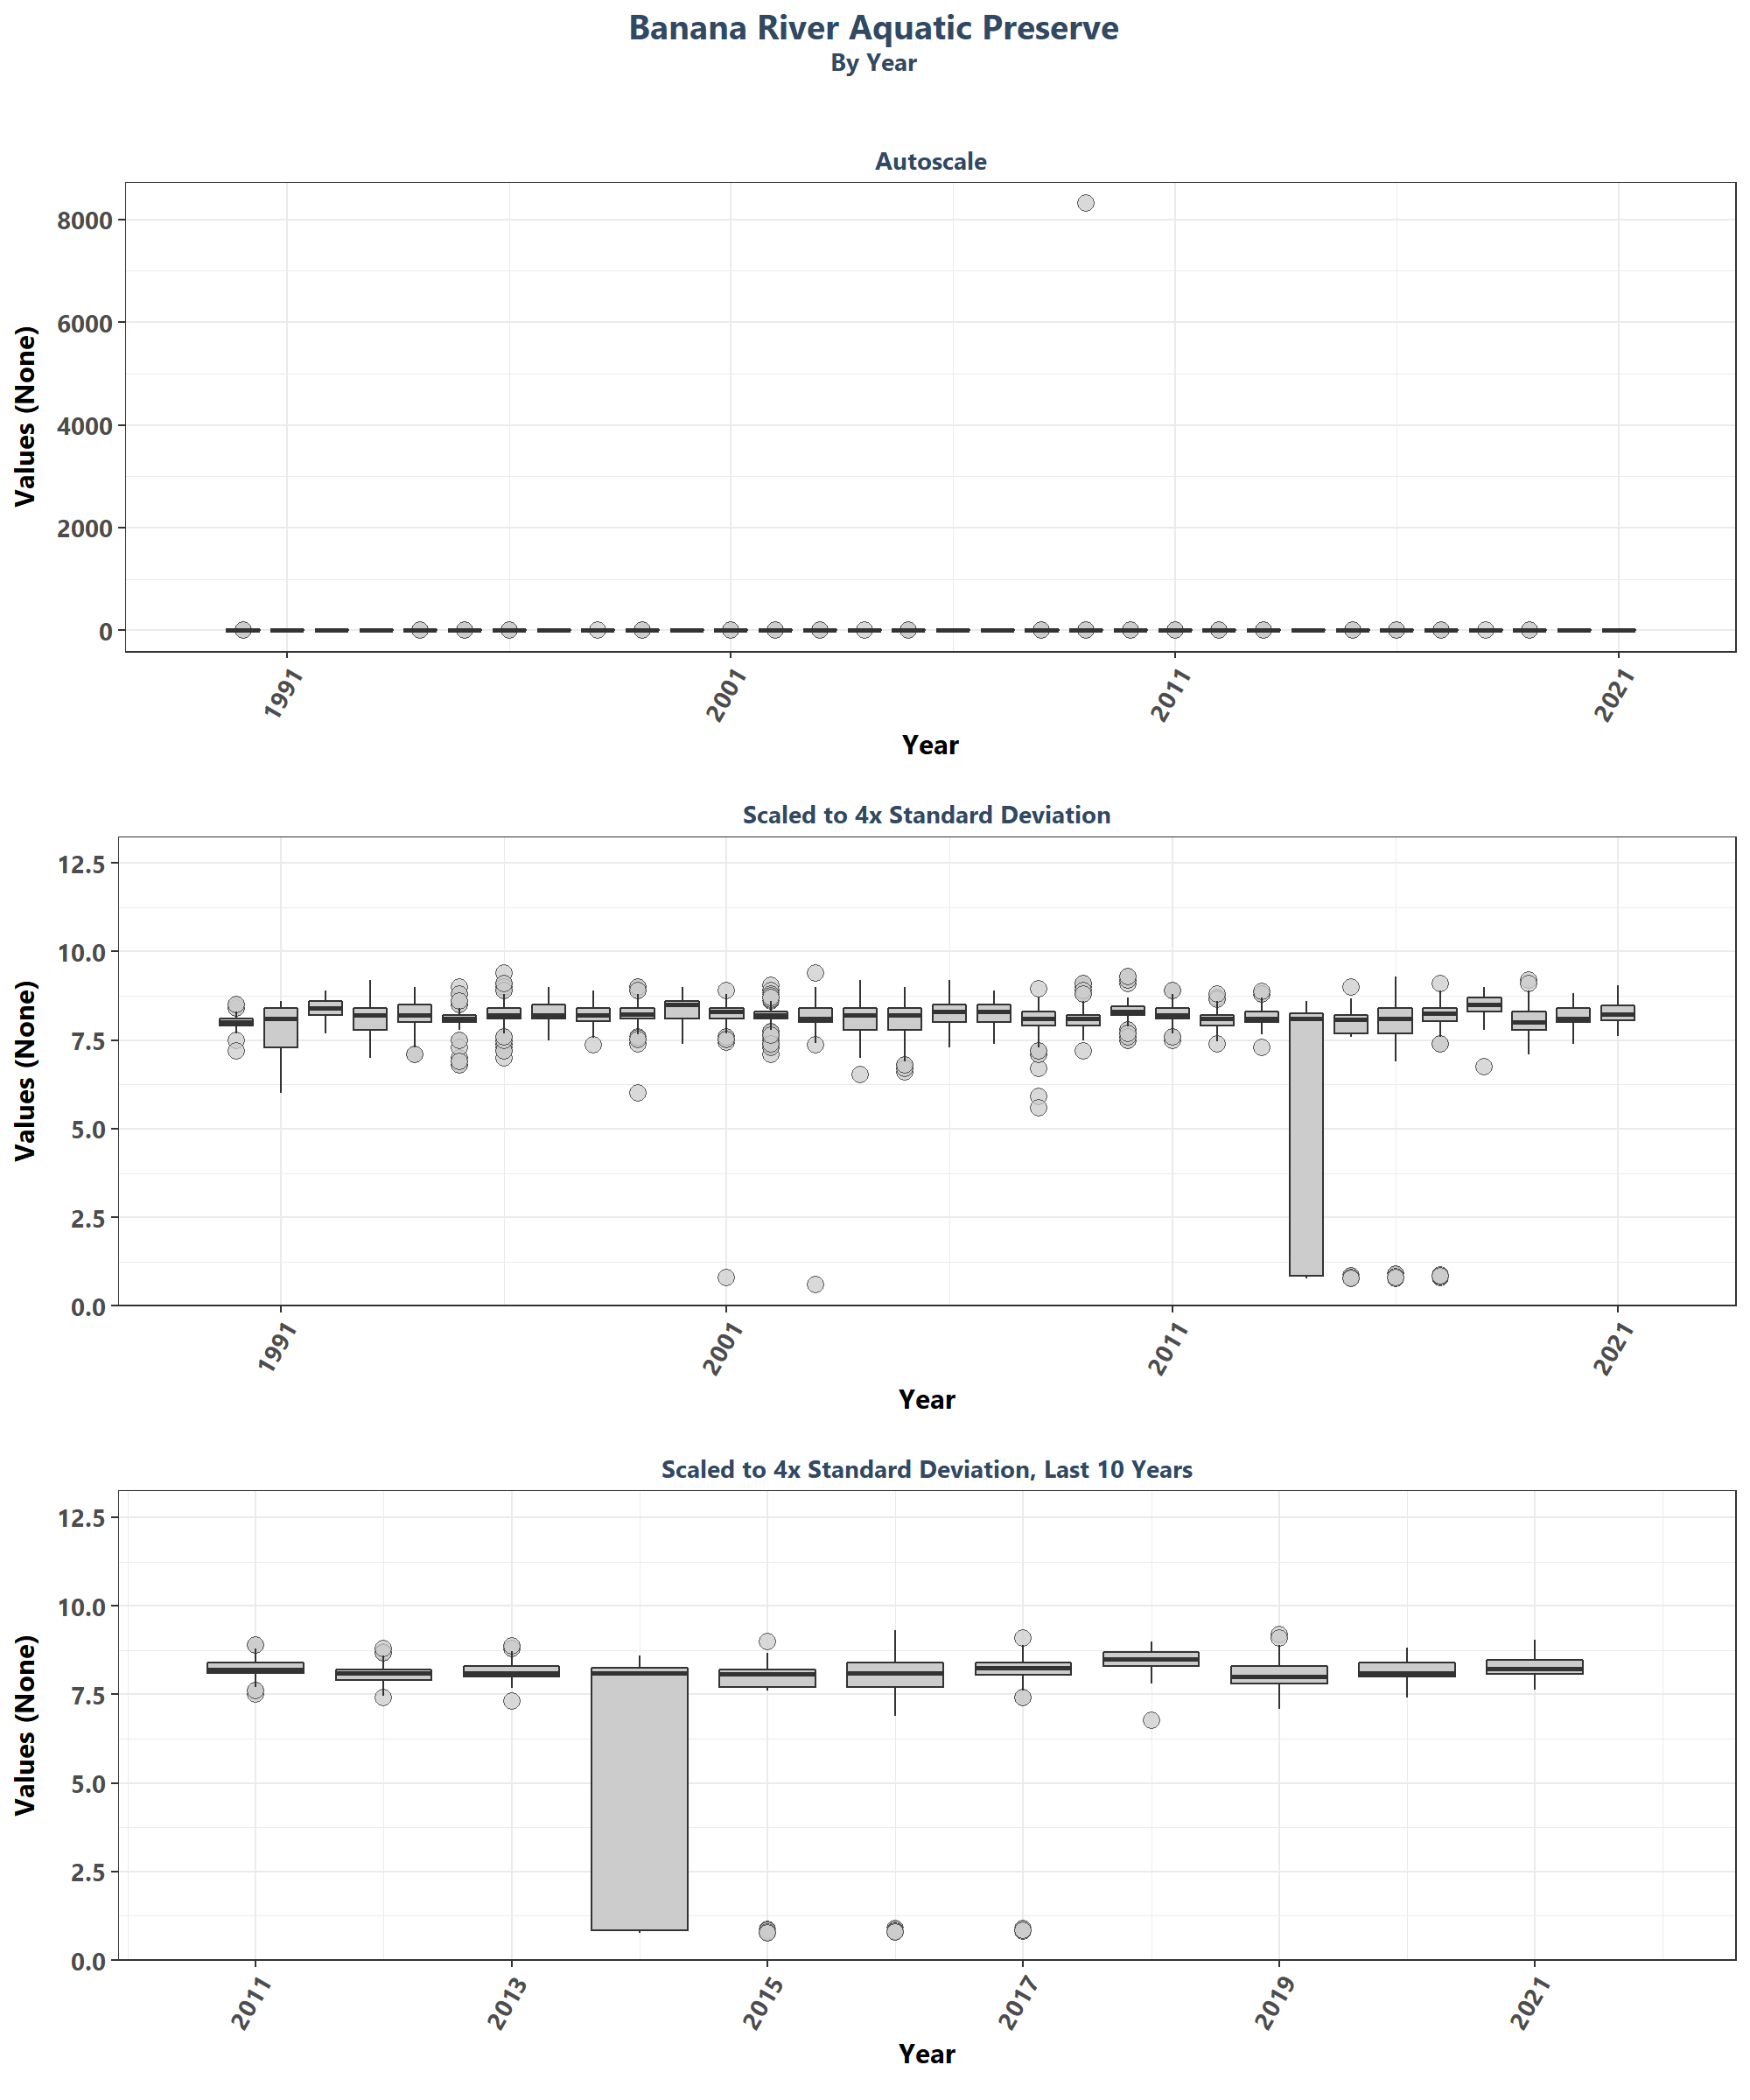 Banana River Aquatic Preserve
By Year
Autoscale
Values (None)
8000
6000
4000
2000
0
1991
2001
2011
2021
Year
Scaled to 4x Standard Deviation
Values (None)
12.5
10.0
7.5
5.0
2.5
0.0
1991
2001
2011
2021
Year
Scaled to 4x Standard Deviation, Last 10 Years
Values (None)
12.5
10.0
7.5
5.0
2.5
0.0
2011
2013
2015
2017
2019
2021
Year